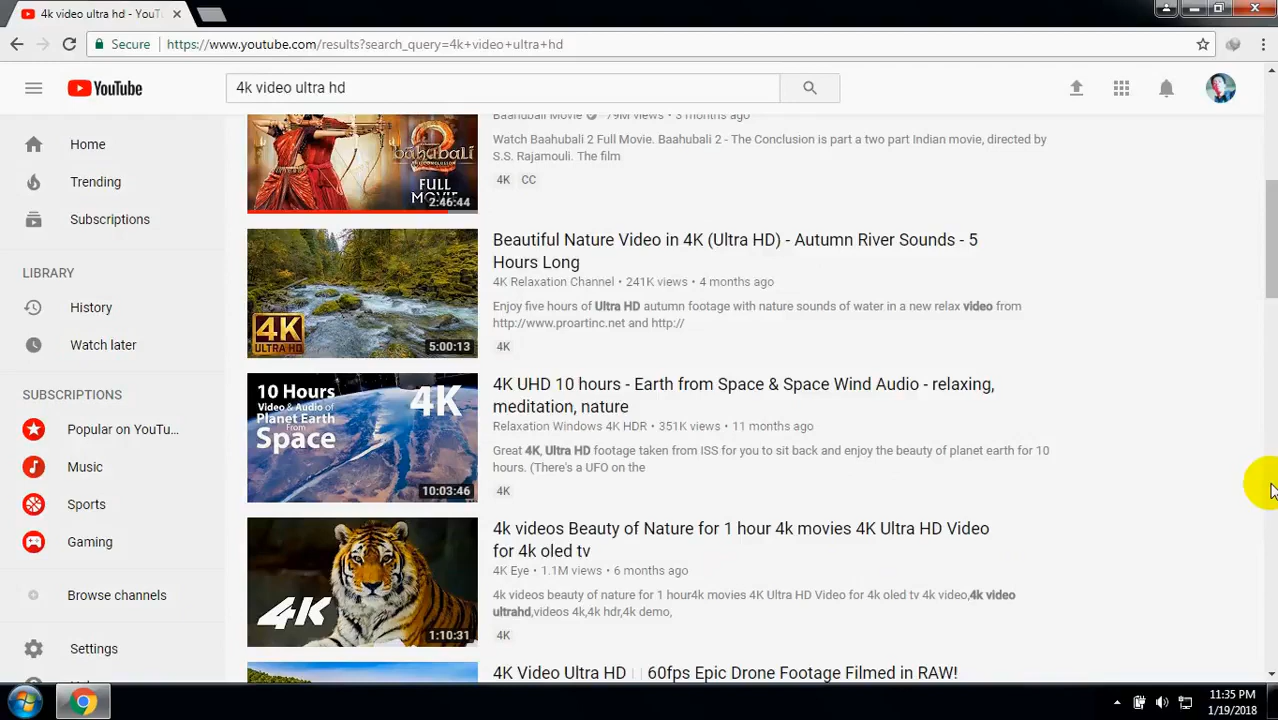 4k video ultra hd - YouT
Secure https://www.youtube.com/results?search_query=4k+video+ultra+hd
YouTube
4k video ultra hd
Home
Trending
Subscriptions
LIBRARY
History
Watch later
SUBSCRIPTIONS
Popular on YouTu...
Music
Sports
Gaming
Browse channels
Settings
Baahubali Movie • 79M views • 3 months ago
Watch Baahubali 2 Full Movie. Baahubali 2 - The Conclusion is part a two part Indian movie, directed by
S.S. Rajamouli. The film
4K CC
2
FULL
MOVIE
2:46:44
Beautiful Nature Video in 4K (Ultra HD) - Autumn River Sounds - 5
Hours Long
4K Relaxation Channel • 241K views • 4 months ago
Enjoy five hours of Ultra HD autumn footage with nature sounds of water in a new relax video from
http://www.proartinc.net and http://
4K
4K
ULTRA HD
5:00:13
4K UHD 10 hours - Earth from Space & Space Wind Audio - relaxing,
meditation, nature
Relaxation Windows 4K HDR • 351K views • 11 months ago
Great 4K, Ultra HD footage taken from ISS for you to sit back and enjoy the beauty of planet earth for 10
hours. (There's a UFO on the
4K
10 Hours
Video & Audio of
Planet Earth
From
Space
4K
10:03:46
4k videos Beauty of Nature for 1 hour 4k movies 4K Ultra HD Video
for 4k oled tv
4K Eye • 1.1M views • 6 months ago
4k videos beauty of nature for 1 hour4k movies 4K Ultra HD Video for 4k oled tv 4k video,4k video
ultrahd,videos 4k,4k hdr,4k demo,
4K
4K
1:10:31
4K Video Ultra HD 60fps Epic Drone Footage Filmed in RAW!
11:35 PM
1/19/2018